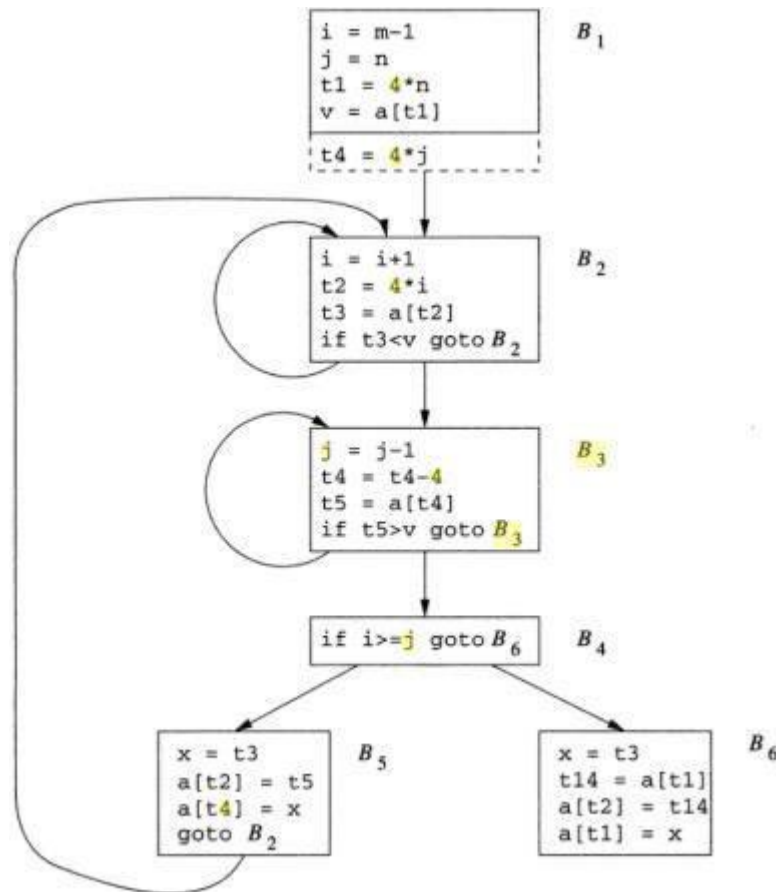 i = m-1
j = n
t1 = 4*n
v = a[t1]
t4 = 4*j
B1
i = i+1
t2 = 4*i
t3 = a[t2]
if t3<v goto B2
B2
j = j-1
t4 = t4-4
t5 = a[t4]
if t5>v goto B3
B3
if i>=j goto B6
B4
x = t3
a[t2] = t5
a[t4] = x
goto B2
B5
x = t3
t14 = a[t1]
a[t2] = t14
a[t1] = x
B6